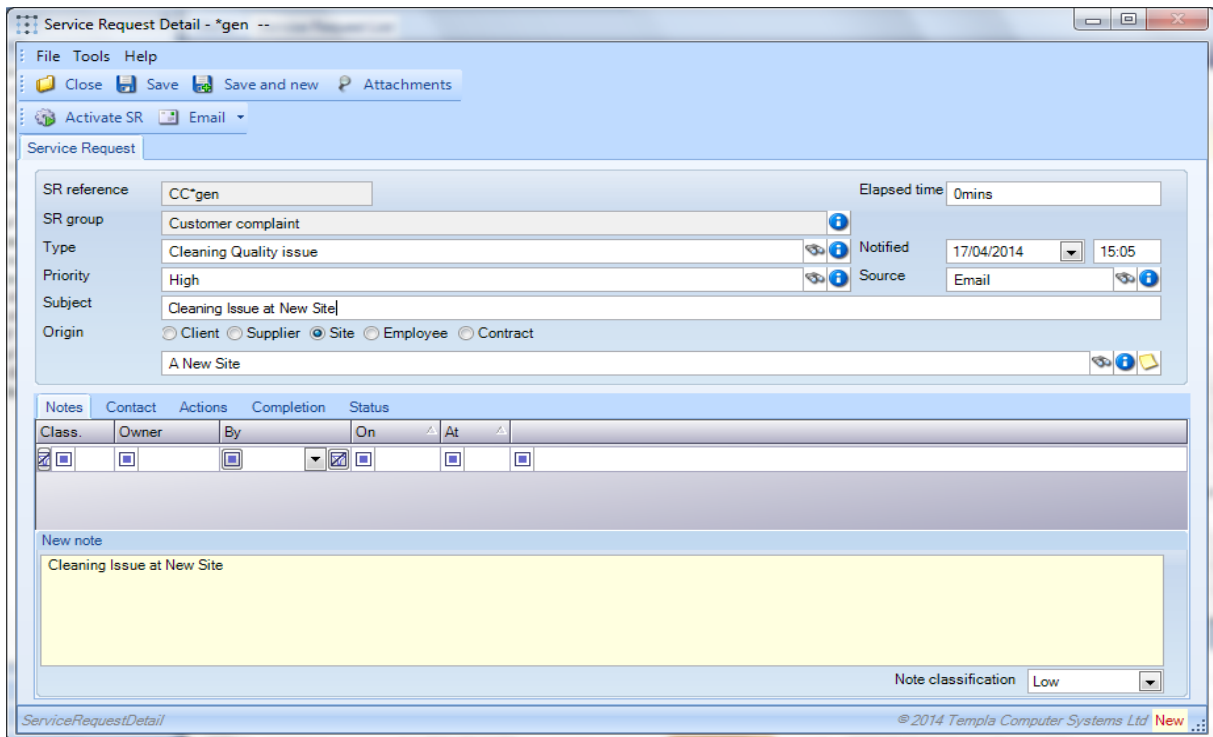 Service Request Detail - *gen --
File Tools Help
Close Save Save and new Attachments
Activate SR Email
Service Request
SR reference CC*gen Elapsed time 0mins
SR group Customer complaint
Type Cleaning Quality issue Notified 17/04/2014 15:05
Priority High Source Email
Subject Cleaning Issue at New Site
Origin Client Supplier Site Employee Contract
A New Site
Notes Contact Actions Completion Status
Class. Owner By On At
New note
Cleaning Issue at New Site
Note classification Low
ServiceRequestDetail © 2014 Templa Computer Systems Ltd New